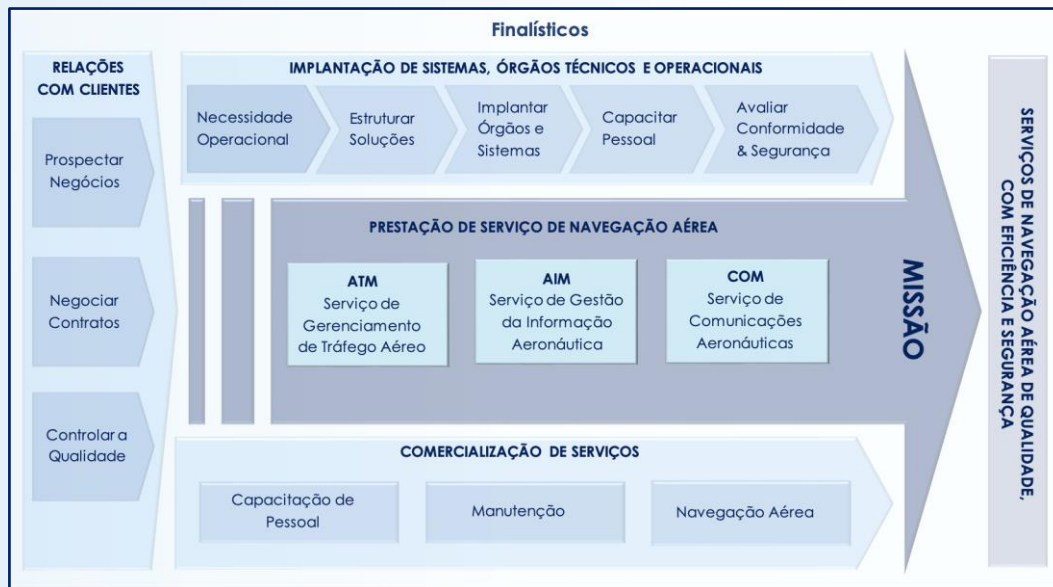 Finalísticos
RELAÇÕES
COM CLIENTES
Prospectar
Negócios
Negociar
Contratos
Controlar a
Qualidade
IMPLANTAÇÃO DE SISTEMAS, ÓRGÃOS TÉCNICOS E OPERACIONAIS
Necessidade
Operacional
Estruturar
Soluções
Implantar
Órgãos e
Sistemas
Capacitar
Pessoal
Avaliar
Conformidade
& Segurança
PRESTAÇÃO DE SERVIÇO DE NAVEGAÇÃO AÉREA
ATM
Serviço de
Gerenciamento
de Tráfego Aéreo
AIM
Serviço de Gestão
da Informação
Aeronáutica
COM
Serviço de
Comunicações
Aeronáuticas
COMERCIALIZAÇÃO DE SERVIÇOS
Capacitação de
Pessoal
Manutenção
Navegação Aérea
MISSÃO
SERVIÇOS DE NAVEGAÇÃO AÉREA DE QUALIDADE,
COM EFICIÊNCIA E SEGURANÇA